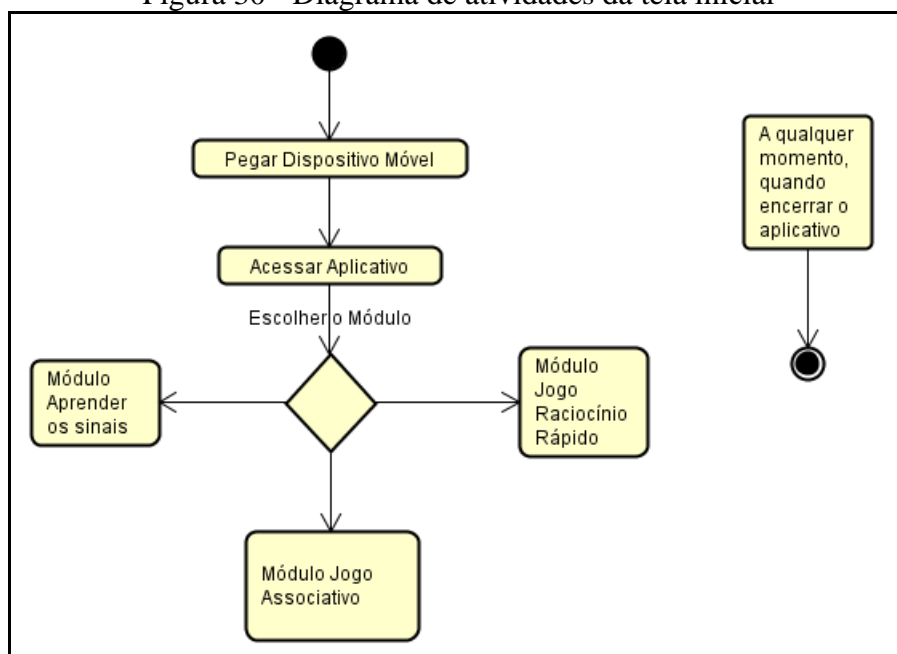 Figura 30 - Diagrama de atividades da tela inicial
Pegar Dispositivo Móvel
Acessar Aplicativo
Escolher o Módulo
Módulo
Aprender
os sinais
Módulo
Jogo
Raciocínio
Rápido
Módulo Jogo
Associativo
A qualquer
momento,
quando
encerrar o
aplicativo